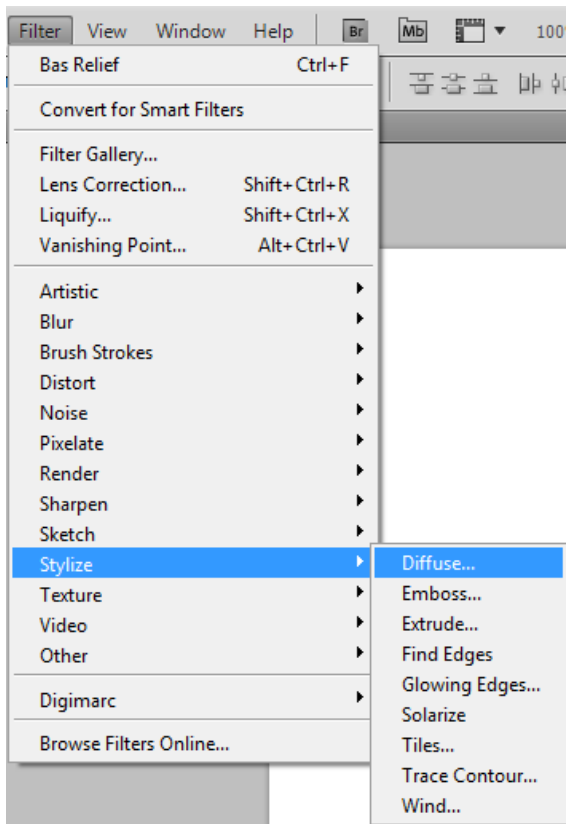 Filter View Window Help Br Mb 100
Bas Relief Ctrl+F
Convert for Smart Filters
Filter Gallery...
Lens Correction... Shift+Ctrl+R
Liquify... Shift+Ctrl+X
Vanishing Point... Alt+Ctrl+V
Artistic
Blur
Brush Strokes
Distort
Noise
Pixelate
Render
Sharpen
Sketch
Stylize
Texture
Video
Other
Digimarc
Browse Filters Online...
Diffuse...
Emboss...
Extrude...
Find Edges
Glowing Edges...
Solarize
Tiles...
Trace Contour...
Wind...